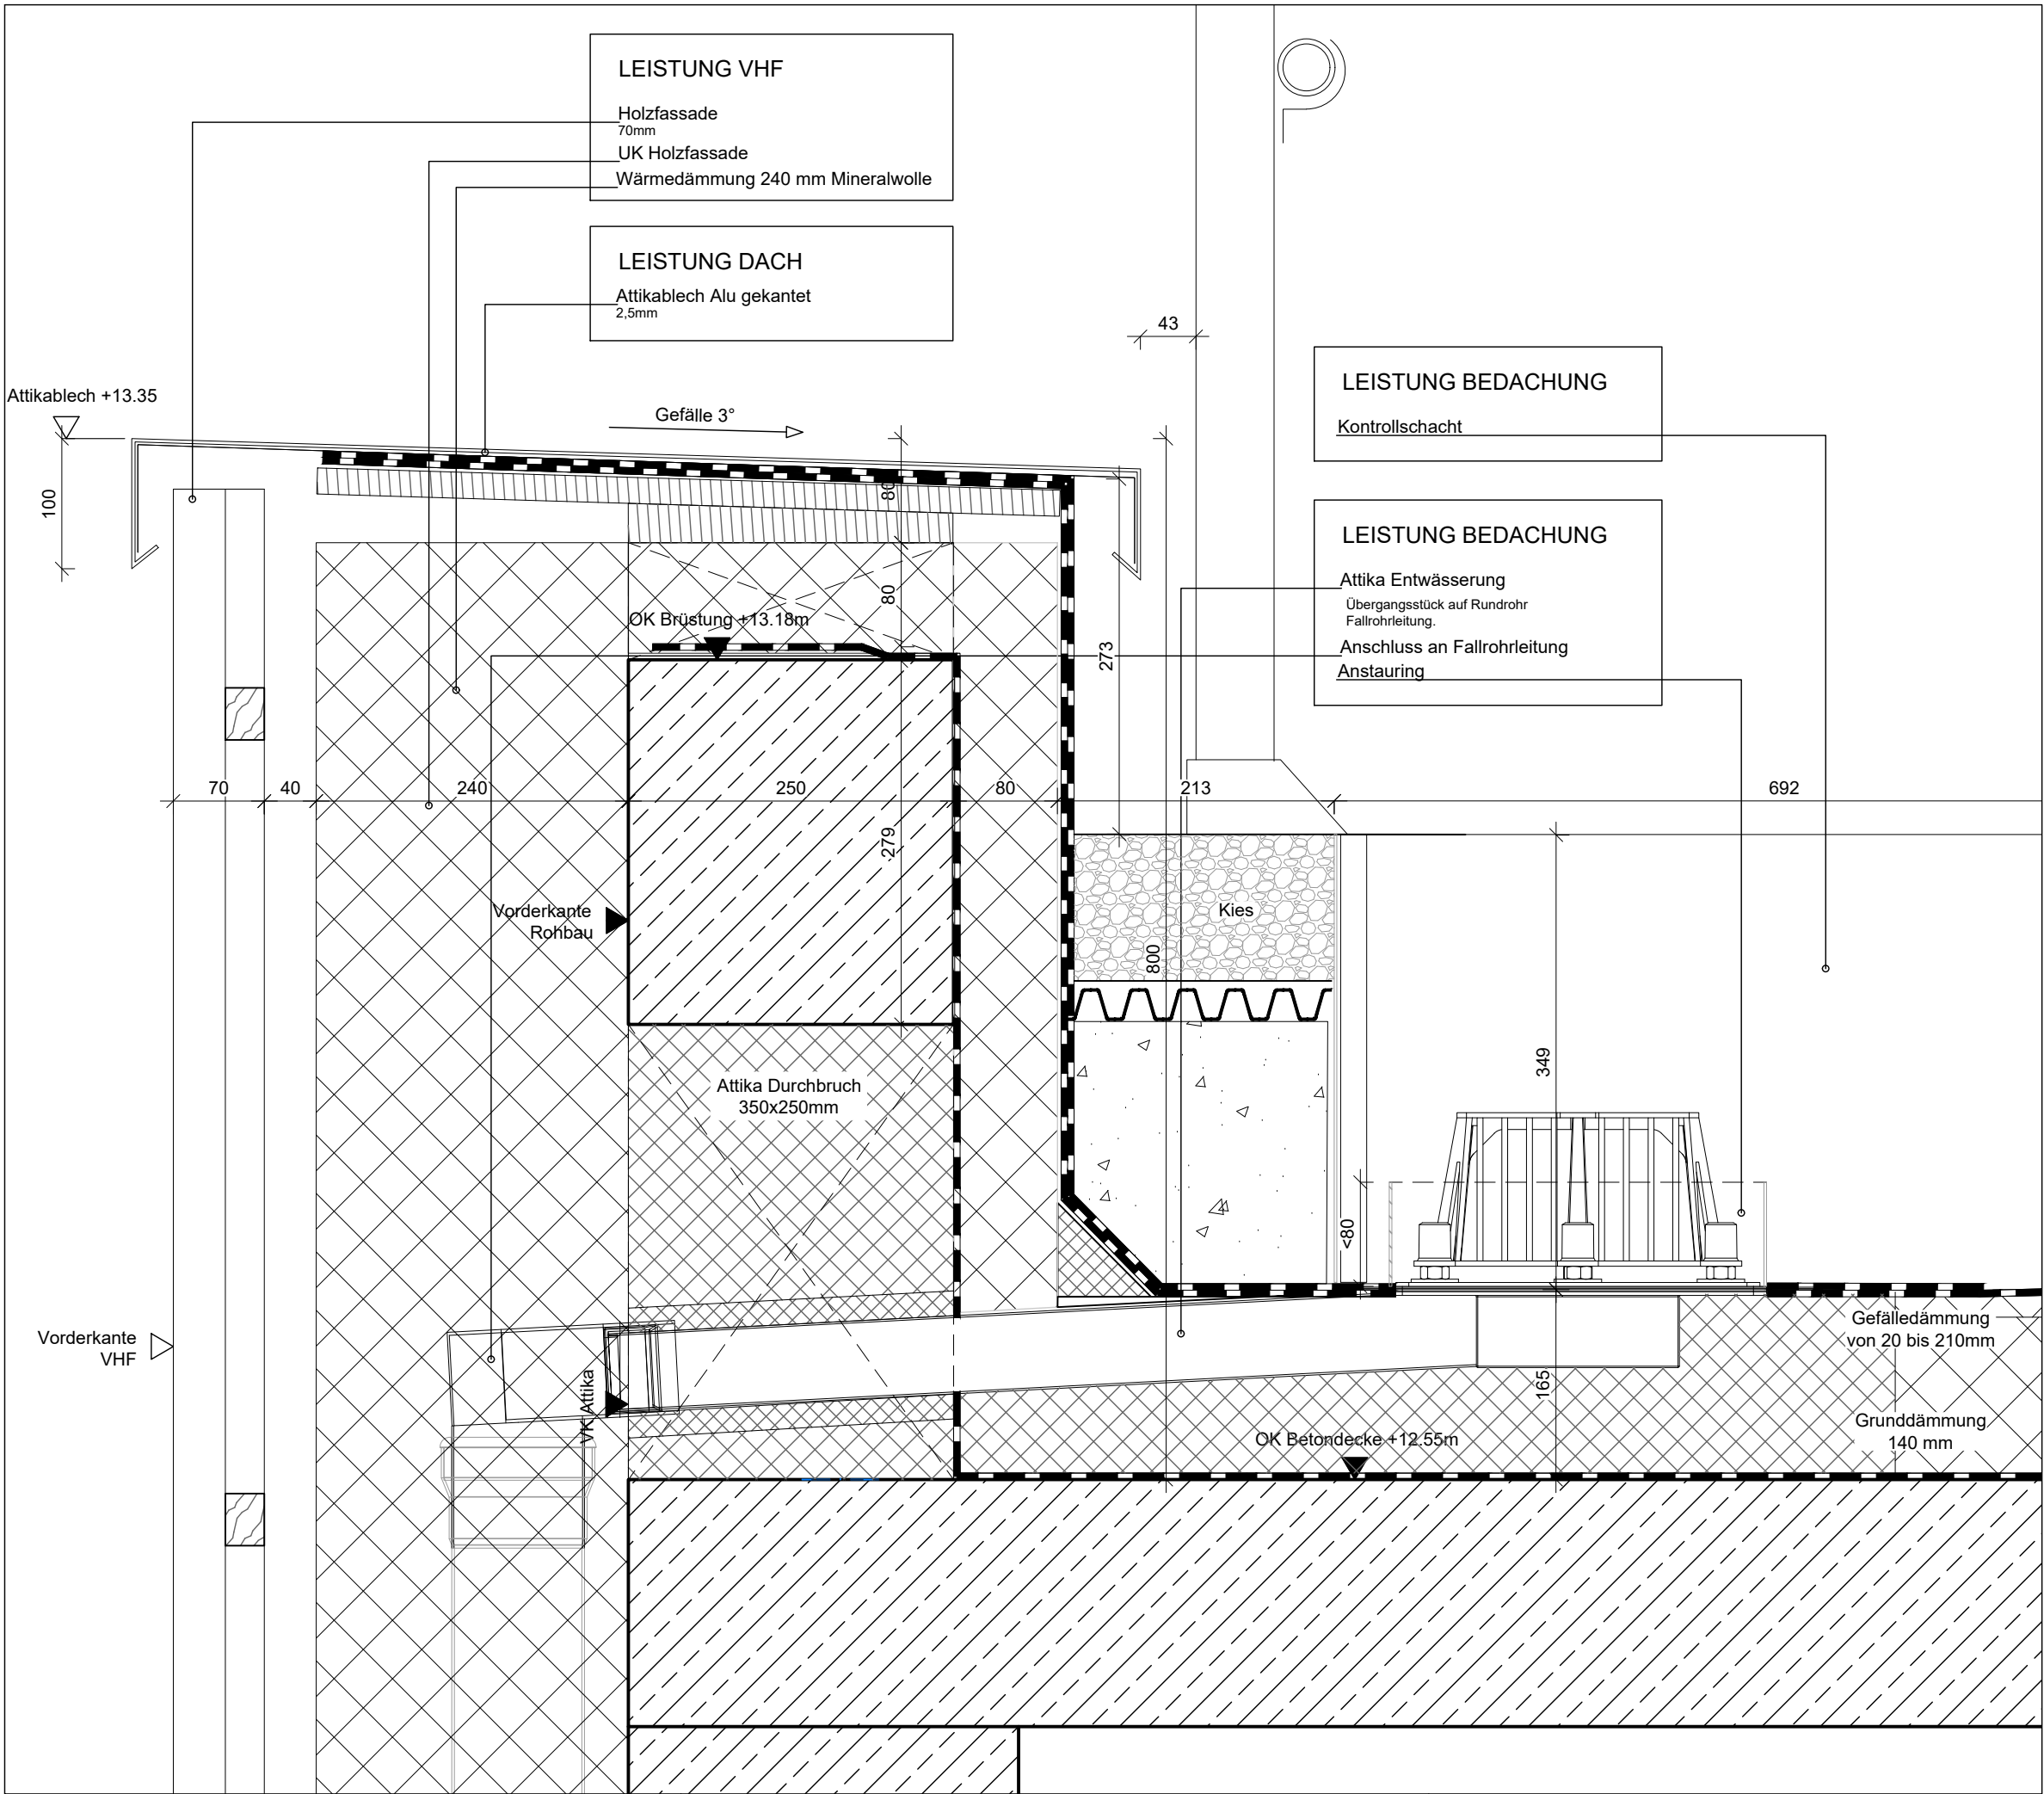 LEISTUNG VHF
Holzfassade
70mm
UK Holzfassade
Wärmedämmung 240 mm Mineralwolle
LEISTUNG DACH
Attikablech Alu gekantet
2,5mm
43
LEISTUNG BEDACHUNG
Kontrollschacht
Attikablech +13.35
Gefälle 3°
100
80
LEISTUNG BEDACHUNG
Attika Entwässerung
Übergangsstück auf Rundrohr
Fallrohrleitung.
Anschluss an Fallrohrleitung
Anstauring
80
OK Brüstung +13.18m
273
70
40
240
250
80
213
692
279
Vorderkante
Rohbau
Kies
800
349
Attika Durchbruch
350x250mm
<80
Vorderkante
VHF
Gefälledämmung
von 20 bis 210mm
165
VK Attika
Grunddämmung
140 mm
OK Betondecke +12.55m